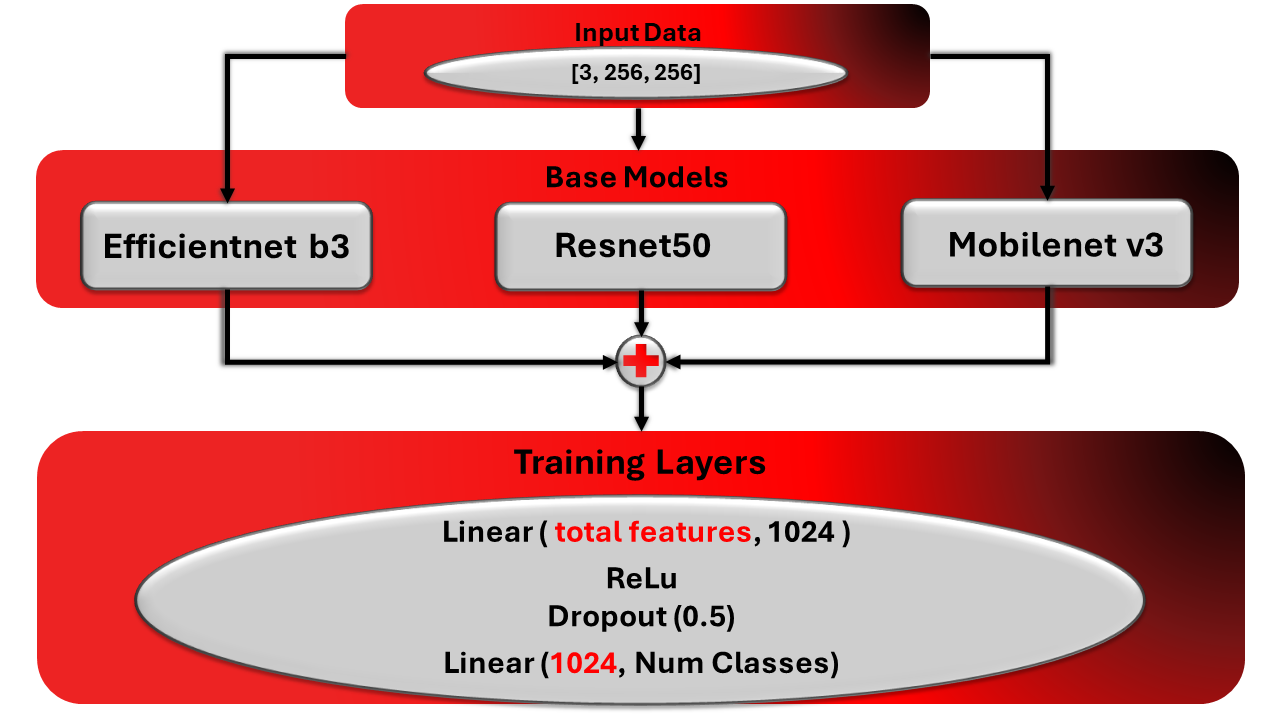 Input Data
[3, 256, 256]
Base Models
Efficientnet b3
Resnet50
Mobilenet v3
Training Layers
Linear ( total features, 1024 )
ReLu
Dropout (0.5)
Linear (1024, Num Classes)